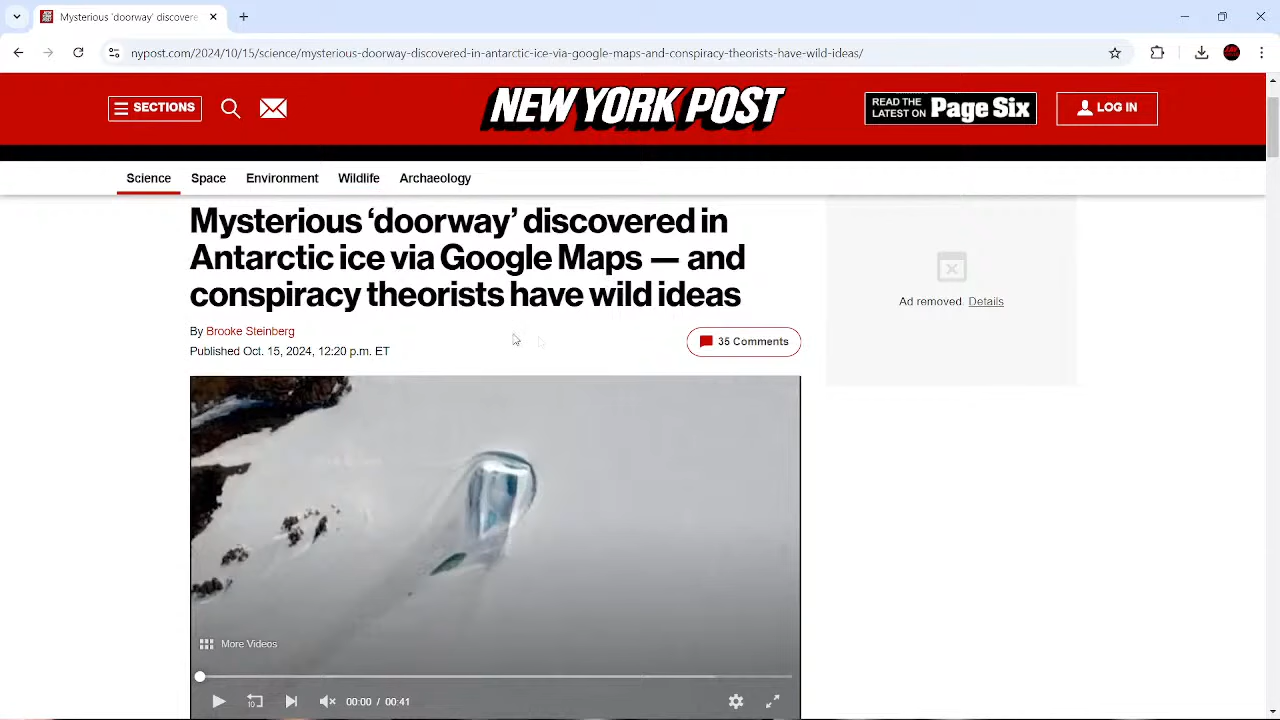 Mysterious 'doorway' discovere
nypost.com/2024/10/15/science/mysterious-doorway-discovered-in-antarctic-ice-via-google-maps-and-conspiracy-theorists-have-wild-ideas/
SECTIONS
NEW YORK POST
READ THE
LATEST ON
Page Six
LOG IN
Science Space Environment Wildlife Archaeology
Mysterious ‘doorway’ discovered in
Antarctic ice via Google Maps — and
conspiracy theorists have wild ideas
By Brooke Steinberg
Published Oct. 15, 2024, 12:20 p.m. ET
35 Comments
Ad removed. Details
More Videos
10
00:00 / 00:41